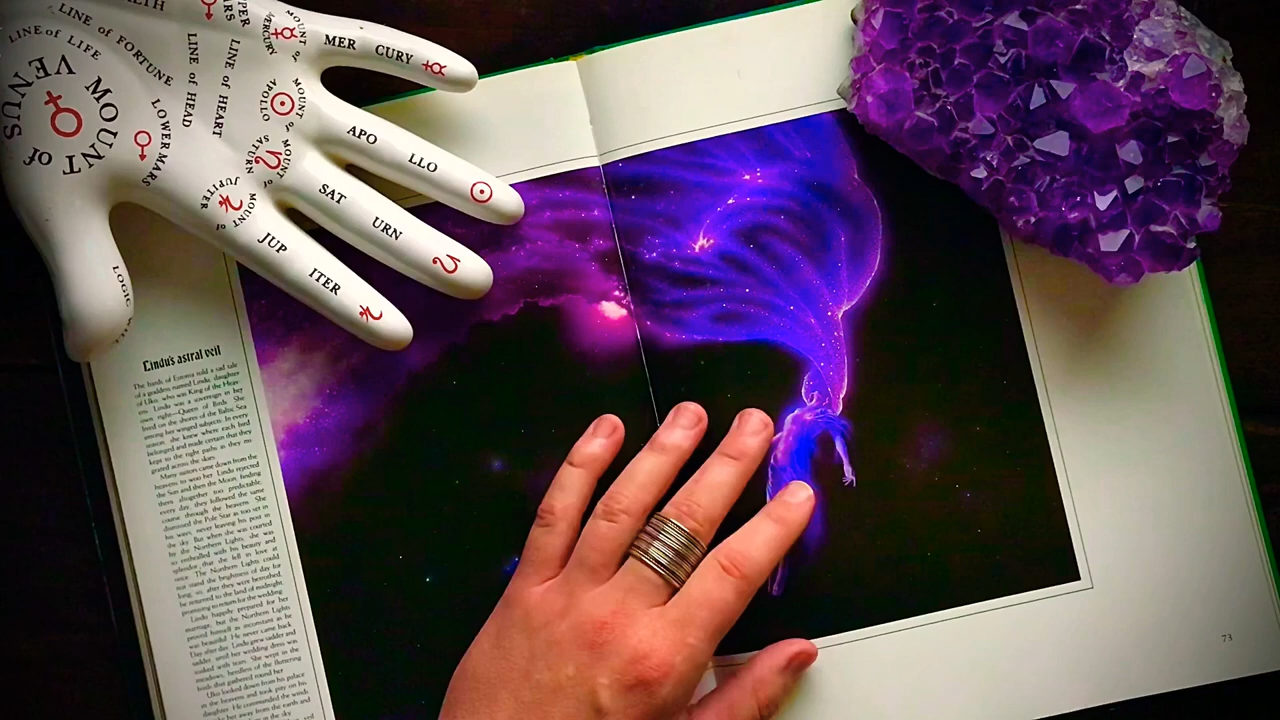 HEALTH
LINE of LIFE
LINE of FORTUNE
MOUNT of VENUS
LINE of HEAD
LINE of HEART
LOWER MARS
UPPER MARS
MOUNT of MERCURY
MER CURY
MOUNT of APOLLO
APO LLO
MOUNT of SATURN
SAT URN
MOUNT of JUPITER
JUP ITER
LOGIC
Lindu's astral veil
The bards of Estonia told a sad tale
of a goddess named Lindu, daughter
of Uko, who was King of the Heav-
ens. Lindu was a sovereign in her
own right—Queen of Birds. She
lived on the shores of the Baltic Sea
among her winged subjects: In every
season, she knew where each bird
belonged and made certain that they
kept to the right paths as they mi-
grated across the skies.
Many suitors came down from the
heavens to woo her. Lindu rejected
the Sun and then the Moon, finding
them altogether too predictable;
every day, they followed the same
course through the heavens. She
dismissed the Pole Star as too set in
his ways, never leaving his post in
the sky. But when she was courted
by the Northern Lights, she was
so enthralled with his beauty and
splendor, that she fell in love at
once. The Northern Lights could
not stand the brightness of day for
long, so, after they were betrothed,
he returned to the land of midnight,
promising to return for the wedding.
Lindu happily prepared for her
marriage, but the Northern Lights
proved himself as inconstant as he
was beautiful. He never came back.
Day after day, Lindu grew sadder and
sadder, until her wedding dress was
soaked with tears. She wept in the
meadows, heedless of the fluttering
birds that gathered round her.
Uko looked down from his palace
in the heavens and took pity on his
daughter. He commanded the winds
her away from the earth and
in the sky
73